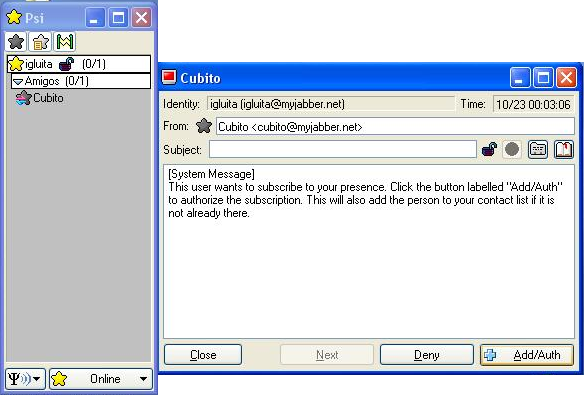 Psi
igluita (0/1)
Amigos (0/1)
Cubito
Online
Cubito
Identity: igluita (igluita@myjabber.net) Time: 10/23 00:03:06
From: Cubito <cubito@myjabber.net>
Subject:
[System Message]
This user wants to subscribe to your presence. Click the button labelled "Add/Auth"
to authorize the subscription. This will also add the person to your contact list if it is
not already there.
Close Next Deny Add/Auth